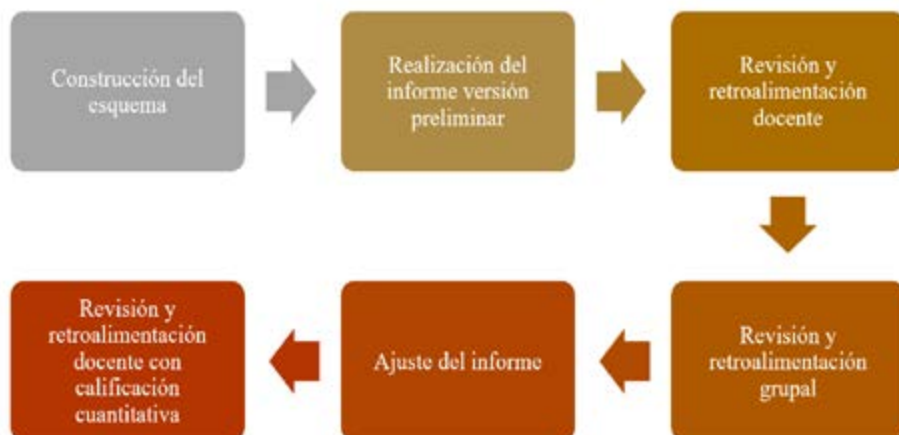 Construcción del
esquema
Realización del
informe versión
preliminar
Revisión y
retroalimentación
docente
Revisión y
retroalimentación
grupal
Ajuste del informe
Revisión y
retroalimentación
docente con
calificación
cuantitativa